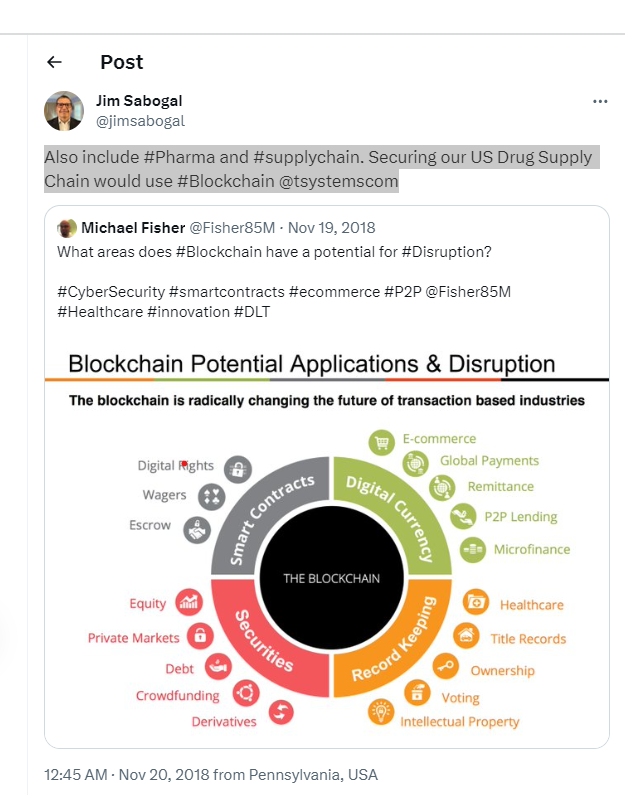 Post
Jim Sabogal
@jimsabogal
Also include #Pharma and #supplychain. Securing our US Drug Supply
Chain would use #Blockchain @tsystemscom
Michael Fisher @Fisher85M · Nov 19, 2018
What areas does #Blockchain have a potential for #Disruption?
#CyberSecurity #smartcontracts #ecommerce #P2P @Fisher85M
#Healthcare #innovation #DLT
Blockchain Potential Applications & Disruption
The blockchain is radically changing the future of transaction based industries
Smart Contracts
Digital Rights
Wagers
Escrow
Digital Currency
E-commerce
Global Payments
Remittance
P2P Lending
Microfinance
THE BLOCKCHAIN
Securities
Equity
Private Markets
Debt
Crowdfunding
Derivatives
Record Keeping
Healthcare
Title Records
Ownership
Voting
Intellectual Property
12:45 AM · Nov 20, 2018 from Pennsylvania, USA